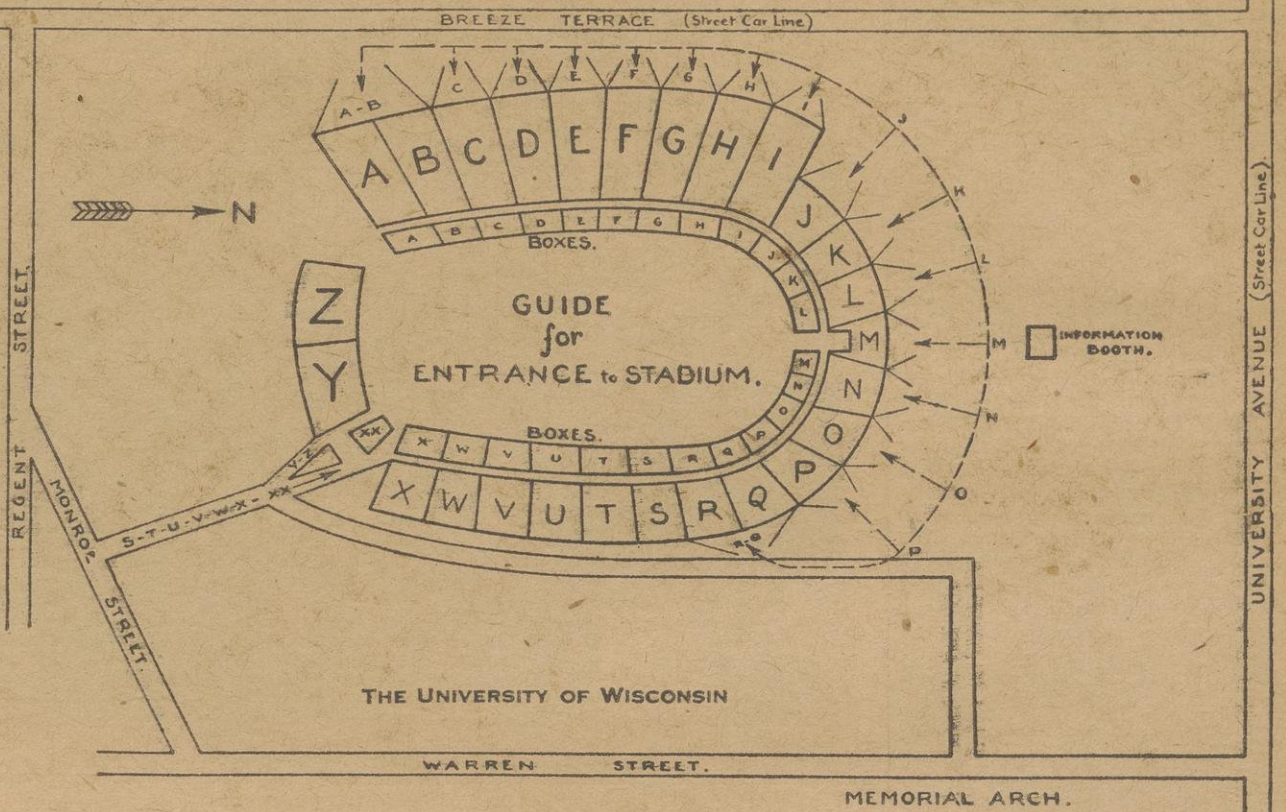 BREEZE TERRACE (Street Car Line)
A-B C D E F G H I
A B C D E F G H I
J K L M N O P
N
A B C D E F G H I J K L
BOXES.
J K L M N O P
INFORMATION
BOOTH.
GUIDE
for
ENTRANCE to STADIUM.
Z
Y
XX
Y-Z
S-T-U-V-W-X-XX
BOXES.
X W V U T S R Q P O N M
X W V U T S R Q
R-Q
REGENT STREET.
MONROE STREET.
UNIVERSITY AVENUE (Street Car Line)
THE UNIVERSITY OF WISCONSIN
WARREN STREET.
MEMORIAL ARCH.